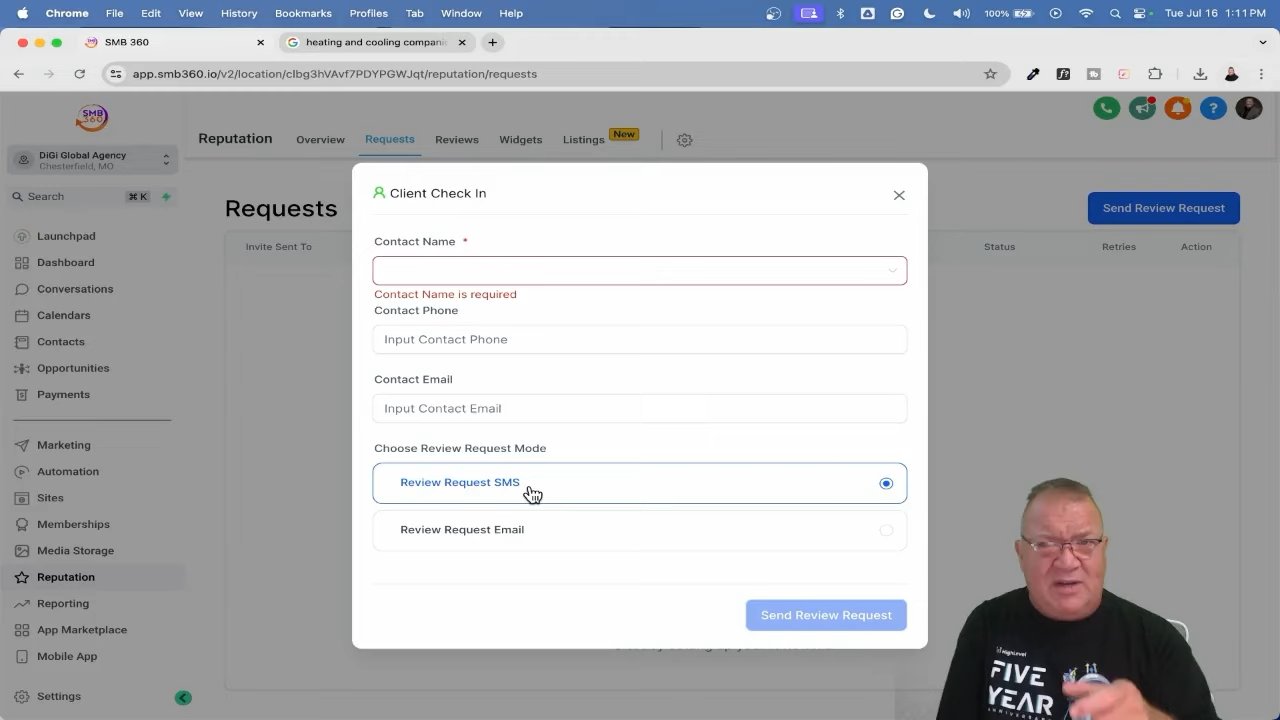 Chrome File Edit View History Bookmarks Profiles Tab Window Help 100% Tue Jul 16 1:11 PM
SMB 360 heating and cooling compani
app.smb360.io/v2/location/clbg3hVAvf7PDYPGWJqt/reputation/requests
SMB
360
Reputation Overview Requests Reviews Widgets Listings New
DiGi Global Agency
Chesterfield, MO
Search ⌘ K
Launchpad
Dashboard
Conversations
Calendars
Contacts
Opportunities
Payments
Marketing
Automation
Sites
Memberships
Media Storage
Reputation
Reporting
App Marketplace
Mobile App
Settings
Requests
Send Review Request
Invite Sent To Status Retries Action
Client Check In
Contact Name *
Contact Name is required
Contact Phone
Input Contact Phone
Contact Email
Input Contact Email
Choose Review Request Mode
Review Request SMS
Review Request Email
Send Review Request
HighLevel
FIVE
YEAR
ANNIVERSARY